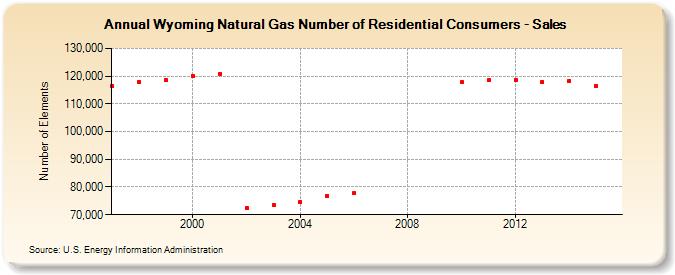 Annual Wyoming Natural Gas Number of Residential Consumers - Sales
Number of Elements
130,000
120,000
110,000
100,000
90,000
80,000
70,000
2000 2004 2008 2012
Source: U.S. Energy Information Administration